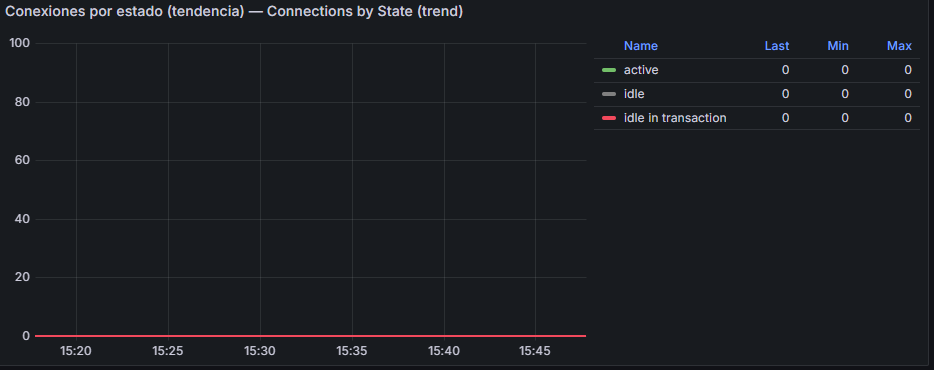 Conexiones por estado (tendencia) — Connections by State (trend)
100
80
60
40
20
0
15:20 15:25 15:30 15:35 15:40 15:45
Name Last Min Max
active 0 0 0
idle 0 0 0
idle in transaction 0 0 0